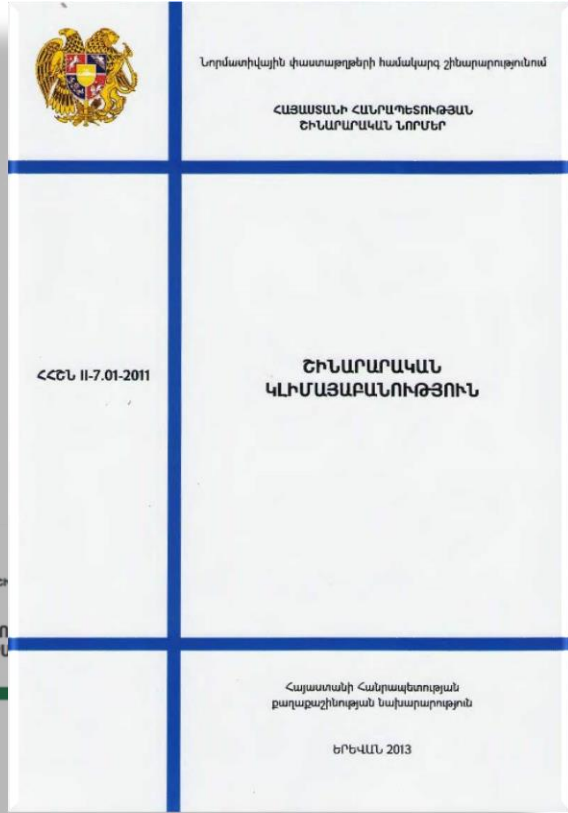 Նորմատիվային փաստաթղթերի համակարգ շինարարությունում
ՀԱՅԱՍՏԱՆԻ ՀԱՆՐԱՊԵՏՈՒԹՅԱՆ
ՇԻՆԱՐԱՐԱԿԱՆ ՆՈՐՄԵՐ
ՀՀՇՆ II-7.01-2011
ՇԻՆԱՐԱՐԱԿԱՆ
ԿԼԻՄԱՅԱԲԱՆՈՒԹՅՈՒՆ
Հայաստանի Հանրապետության
քաղաքաշինության նախարարություն
ԵՐԵՎԱՆ 2013